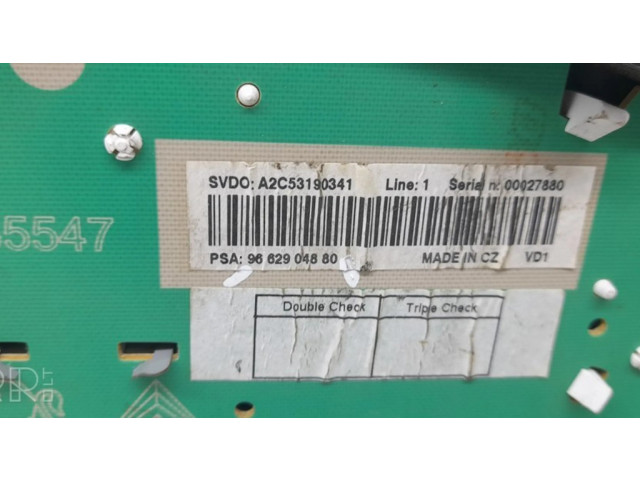 SVDO: A2C53190341 Line: 1 Serial n: 00027880
5547
PSA: 96 629 048 80 MADE IN CZ VD1
Double Check Triple Check